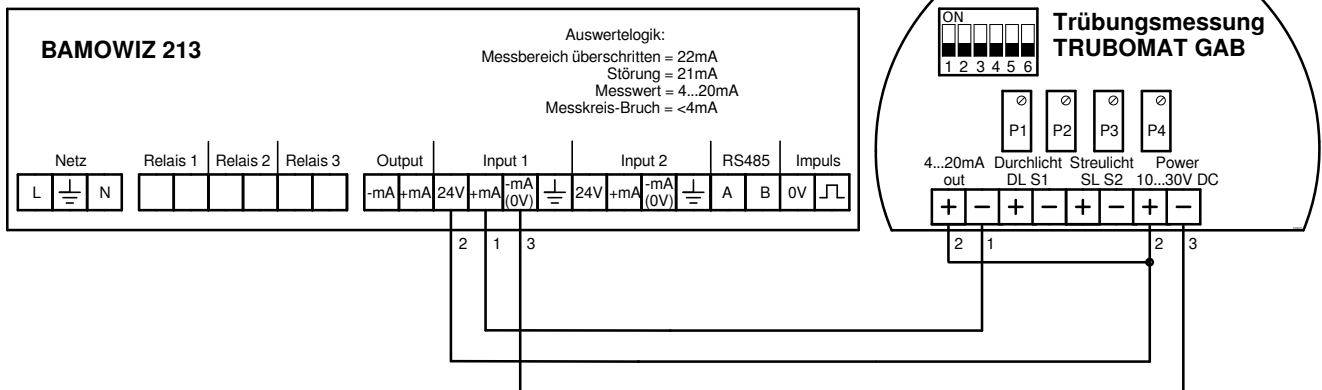 BAMOWIZ 213
Auswertelogik:
Messbereich überschritten = 22mA
Störung = 21mA
Messwert = 4...20mA
Messkreis-Bruch = <4mA
Netz Relais 1 Relais 2 Relais 3 Output Input 1 Input 2 RS485 Impuls
L N -mA +mA 24V +mA -mA (0V) 24V +mA -mA (0V) A B 0V
2 1 3
ON
1 2 3 4 5 6
Trübungsmessung
TRUBOMAT GAB
P1 P2 P3 P4
4...20mA Durchlicht Streulicht Power
out DL S1 SL S2 10...30V DC
+ − + − + − + −
2 1 2 3